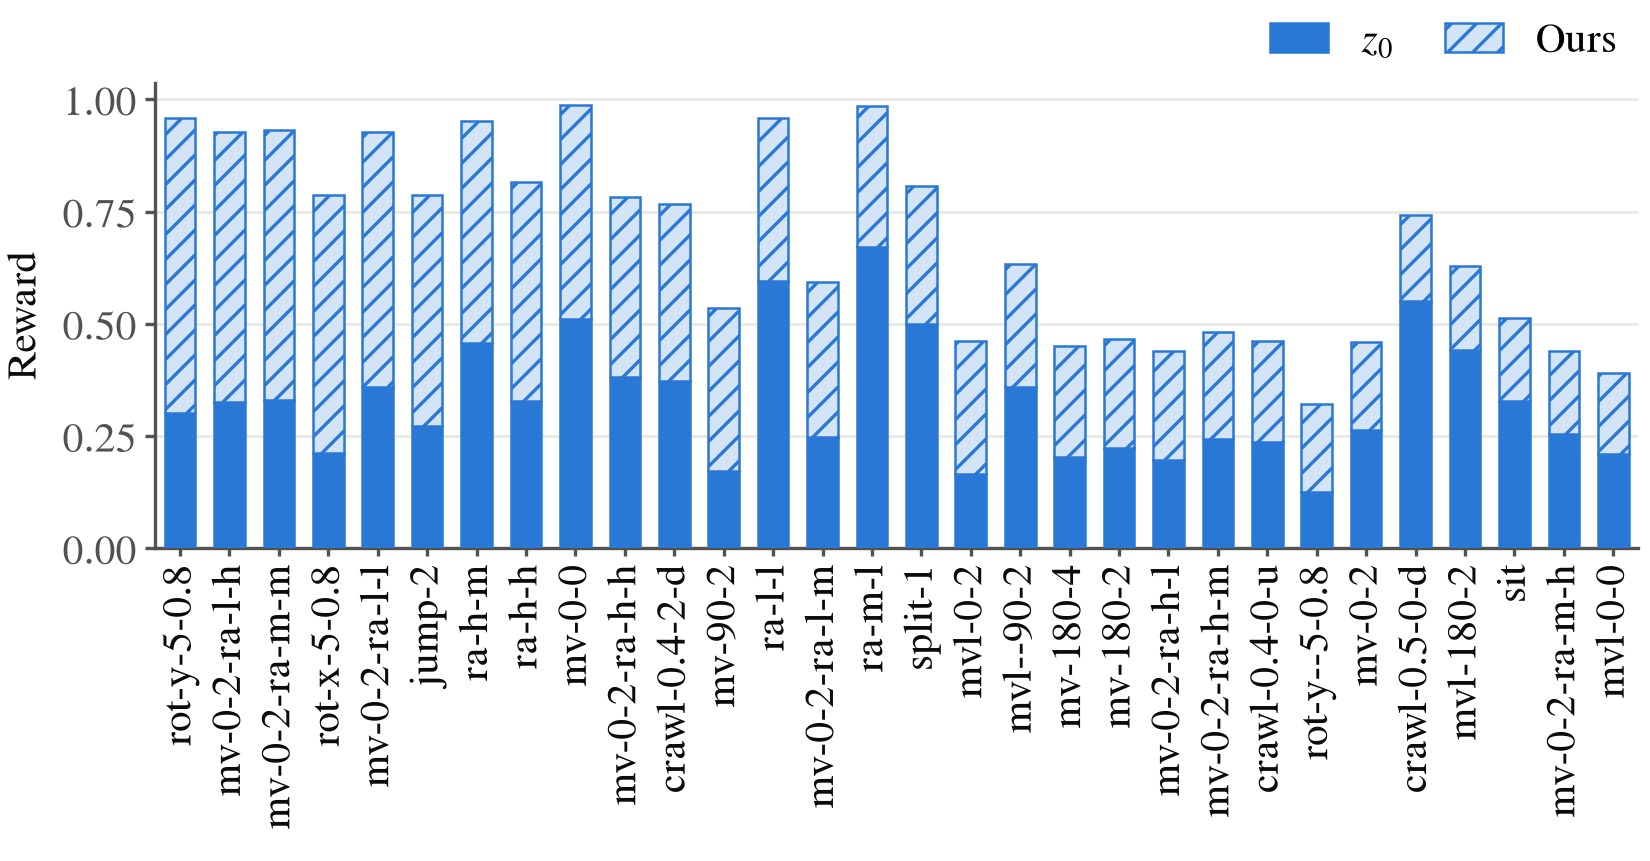 z0 Ours
Reward
1.00
0.75
0.50
0.25
0.00
rot-y-5-0.8
mv-0-2-ra-l-h
mv-0-2-ra-m-m
rot-x-5-0.8
mv-0-2-ra-l-l
jump-2
ra-h-m
ra-h-h
mv-0-0
mv-0-2-ra-h-h
crawl-0.4-2-d
mv-90-2
ra-l-l
mv-0-2-ra-l-m
ra-m-l
split-1
mvl-0-2
mvl--90-2
mv-180-4
mv-180-2
mv-0-2-ra-h-l
mv-0-2-ra-h-m
crawl-0.4-0-u
rot-y--5-0.8
mv-0-2
crawl-0.5-0-d
mvl-180-2
sit
mv-0-2-ra-m-h
mvl-0-0